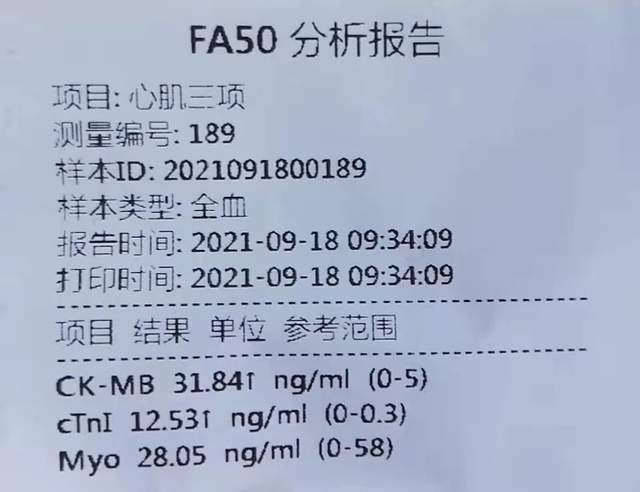 FA50 分析报告
项目: 心肌三项
测量编号: 189
样本ID: 2021091800189
样本类型: 全血
报告时间: 2021-09-18 09:34:09
打印时间: 2021-09-18 09:34:09
项目 结果 单位 参考范围
CK-MB 31.84↑ ng/ml (0-5)
cTnI 12.53↑ ng/ml (0-0.3)
Myo 28.05 ng/ml (0-58)